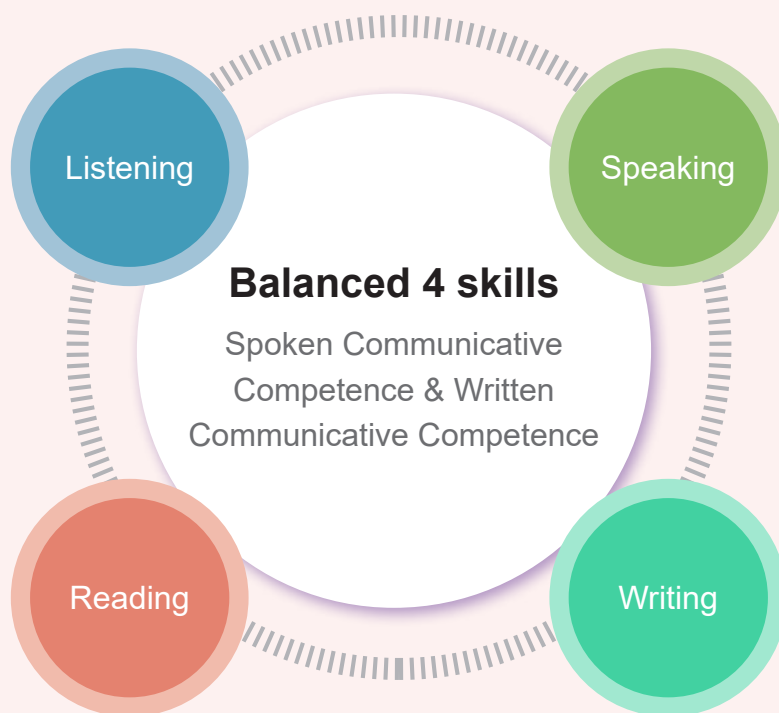 Listening
Speaking
Balanced 4 skills
Spoken Communicative
Competence & Written
Communicative Competence
Reading
Writing